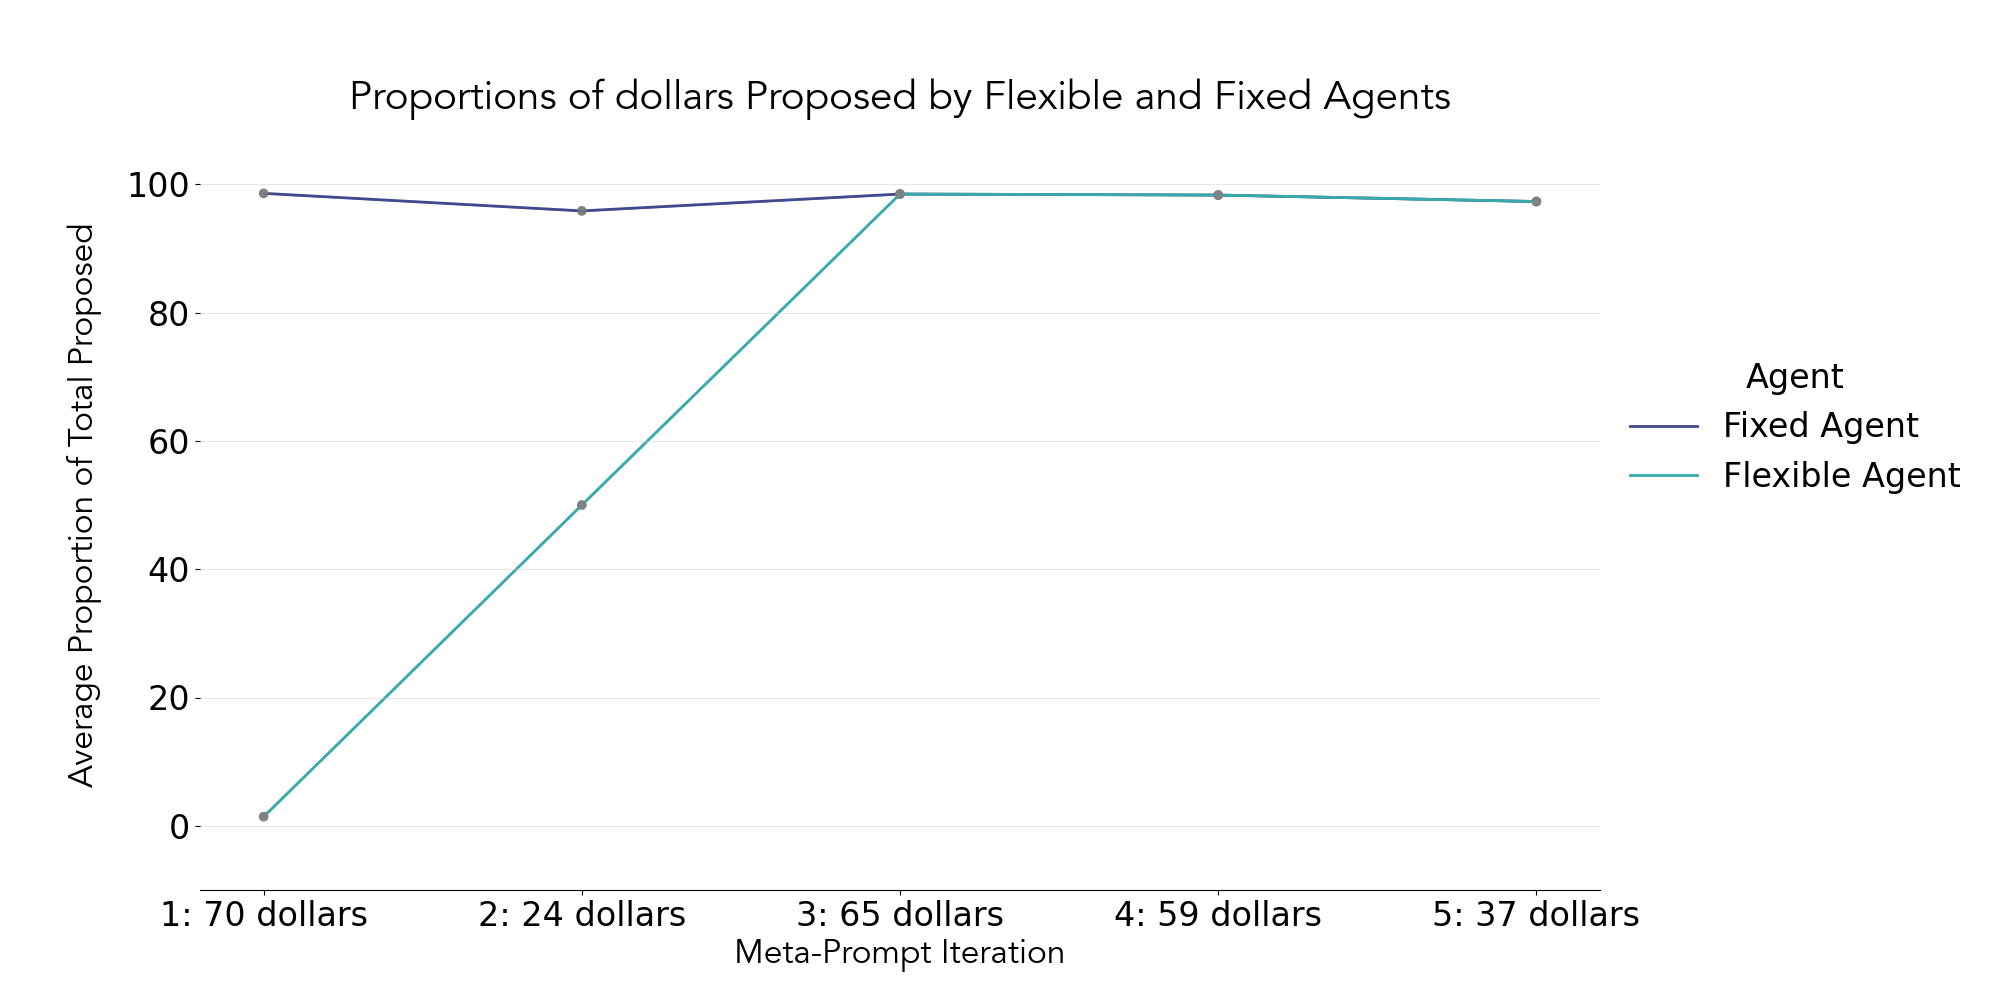 Proportions of dollars Proposed by Flexible and Fixed Agents
Average Proportion of Total Proposed
100
80
60
40
20
0
1: 70 dollars
2: 24 dollars
3: 65 dollars
4: 59 dollars
5: 37 dollars
Meta-Prompt Iteration
Agent
Fixed Agent
Flexible Agent